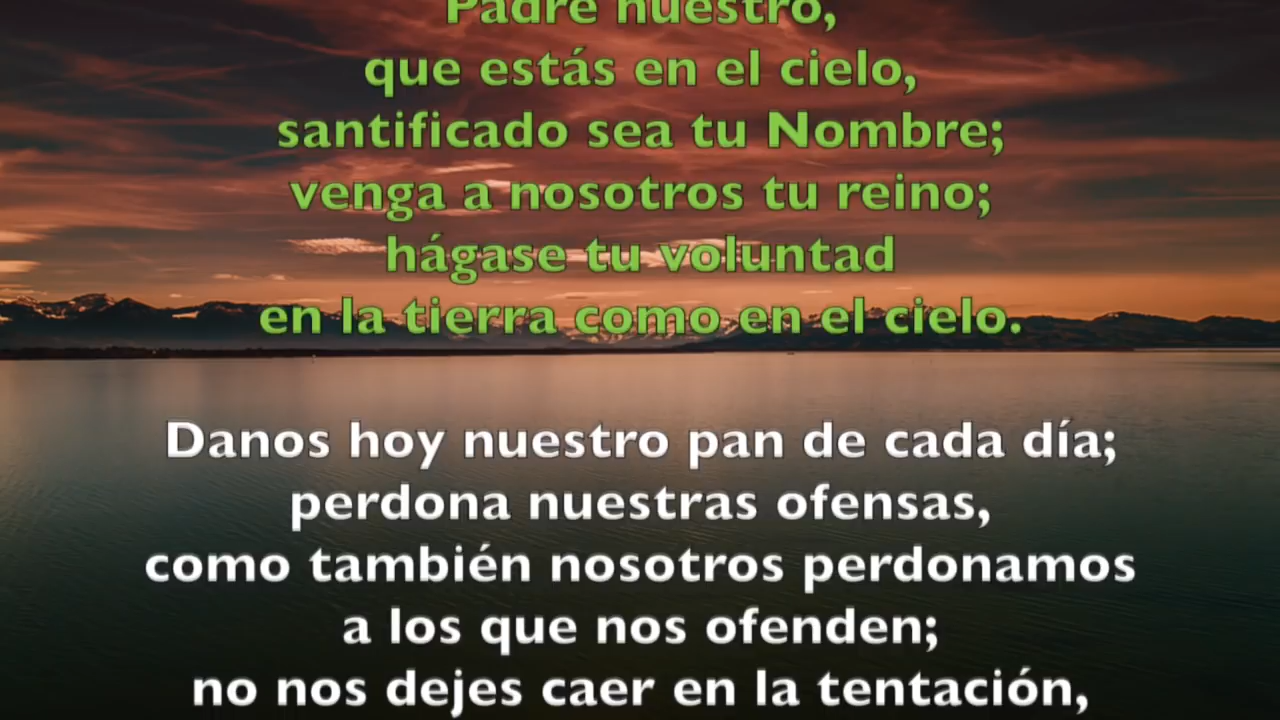 Padre nuestro,
que estás en el cielo,
santificado sea tu Nombre;
venga a nosotros tu reino;
hágase tu voluntad
en la tierra como en el cielo.
Danos hoy nuestro pan de cada día;
perdona nuestras ofensas,
como también nosotros perdonamos
a los que nos ofenden;
no nos dejes caer en la tentación,